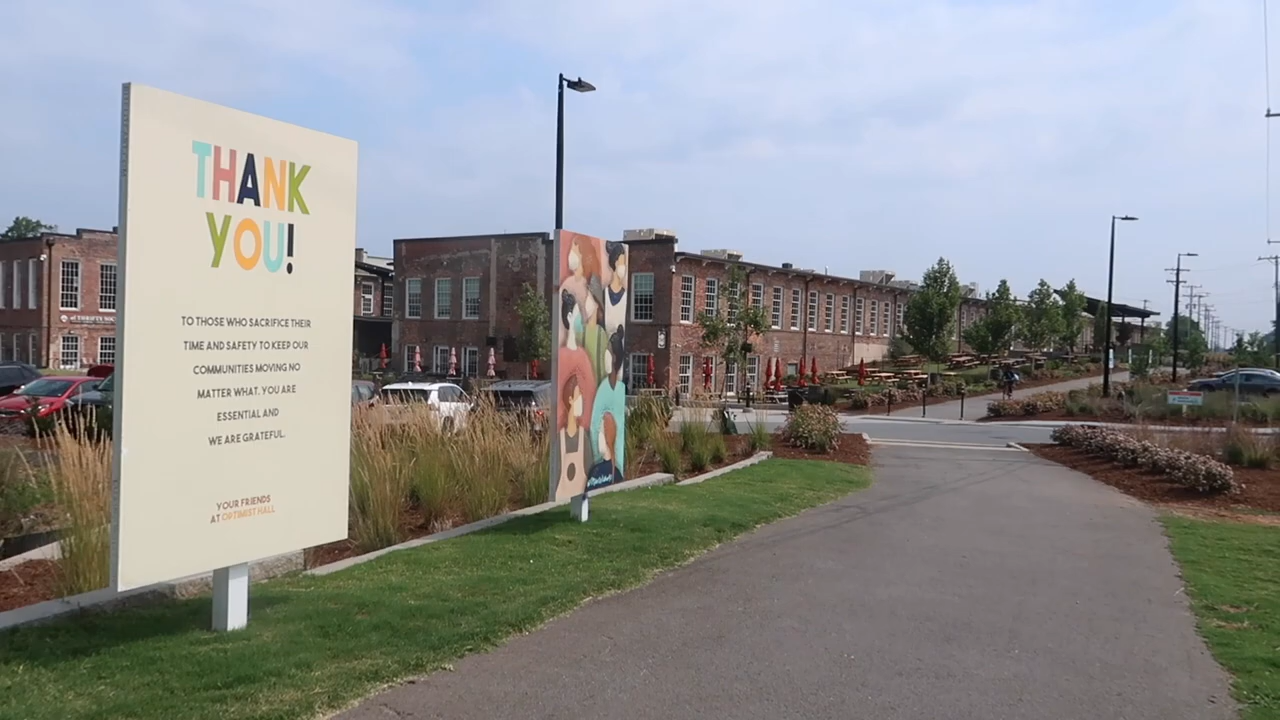 THANK
YOU!
TO THOSE WHO SACRIFICE THEIR
TIME AND SAFETY TO KEEP OUR
COMMUNITIES MOVING NO
MATTER WHAT. YOU ARE
ESSENTIAL AND
WE ARE GRATEFUL.
YOUR FRIENDS
AT OPTIMIST HALL